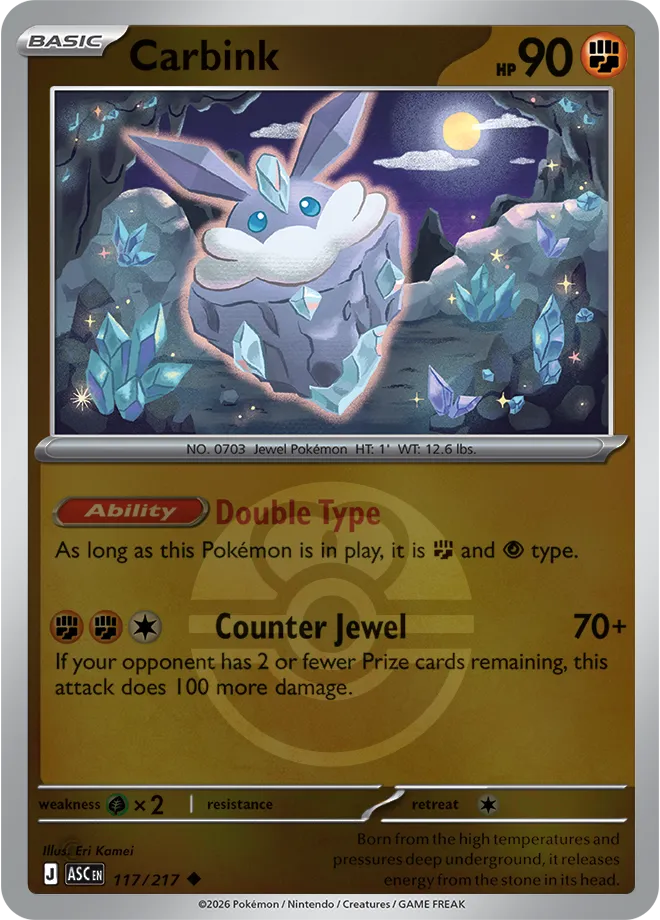 BASIC
Carbink
HP 90
NO. 0703 Jewel Pokémon HT: 1' WT: 12.6 lbs.
Ability Double Type
As long as this Pokémon is in play, it is and type.
Counter Jewel 70+
If your opponent has 2 or fewer Prize cards remaining, this
attack does 100 more damage.
weakness ×2 resistance retreat
Illus. Eri Kamei
Born from the high temperatures and
pressures deep underground, it releases
energy from the stone in its head.
J ASC EN 117/217
©2026 Pokémon / Nintendo / Creatures / GAME FREAK